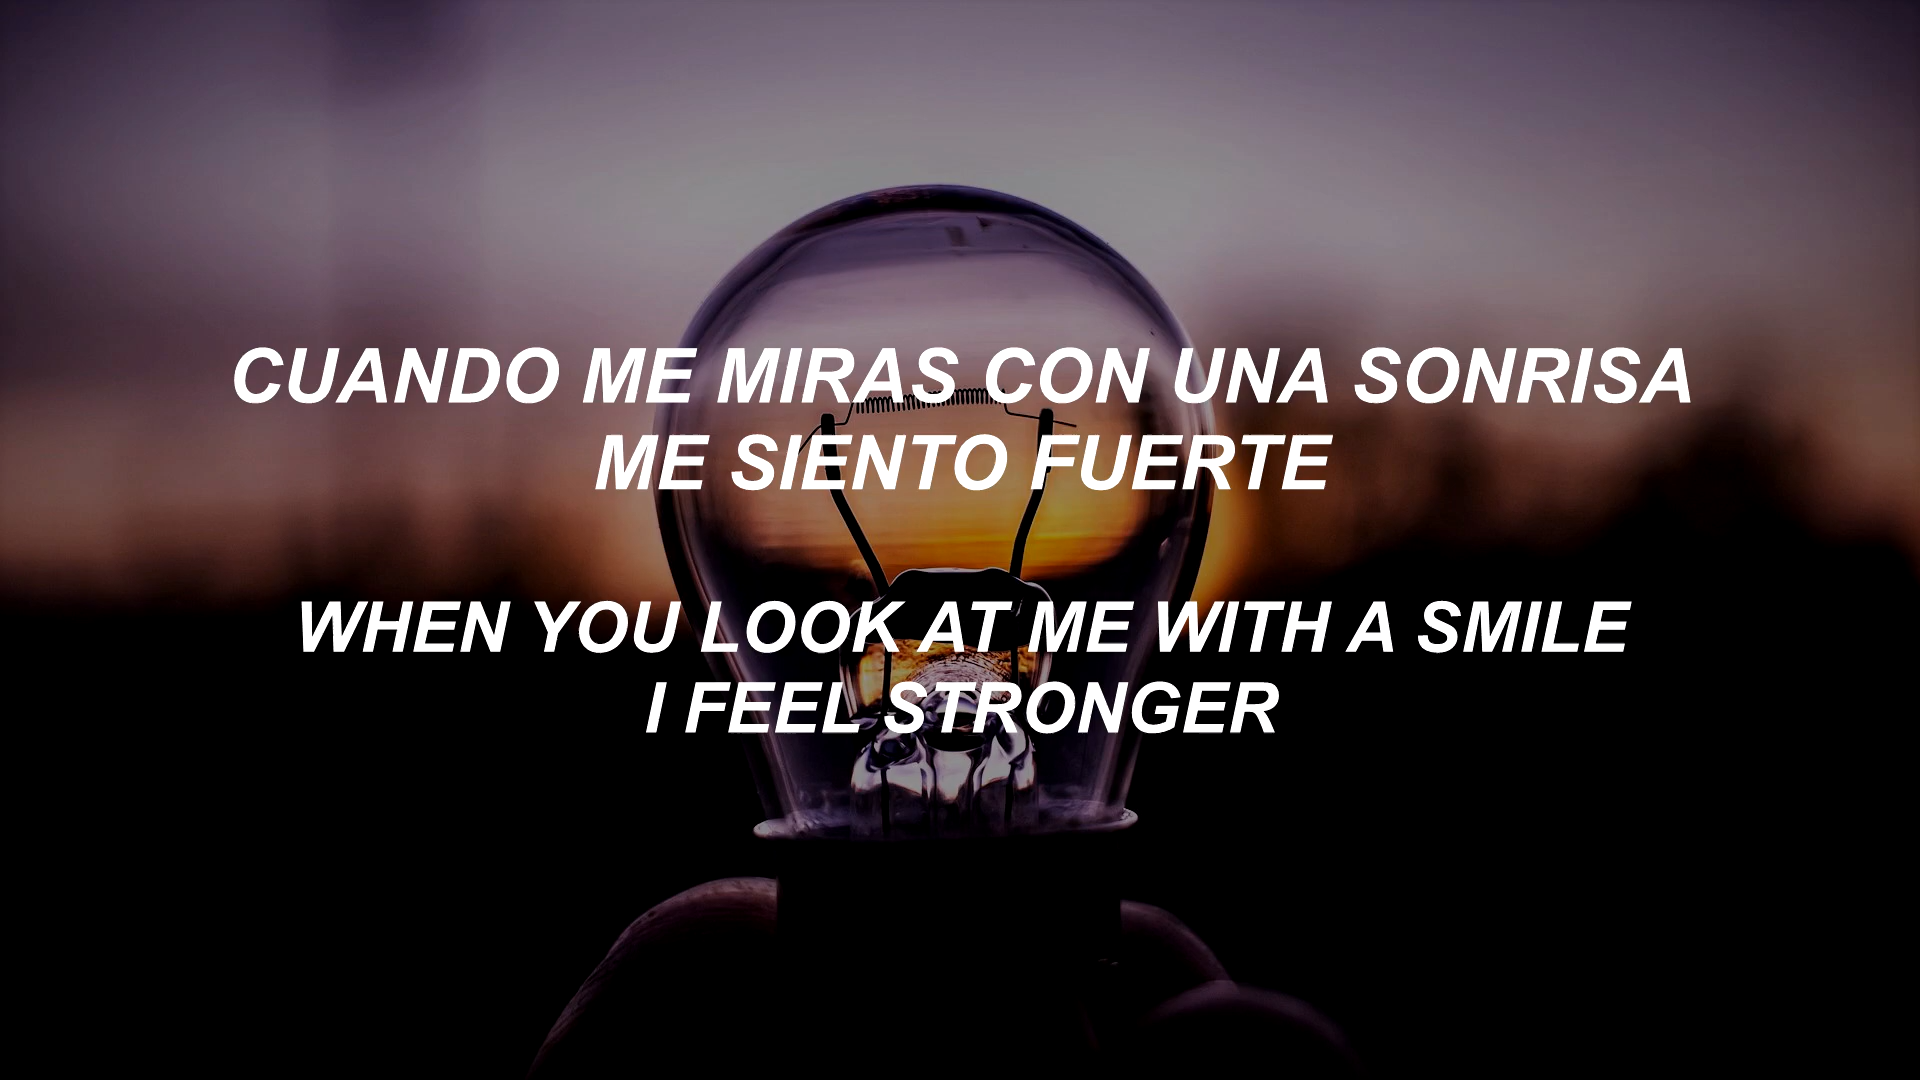 CUANDO ME MIRAS CON UNA SONRISA
ME SIENTO FUERTE
WHEN YOU LOOK AT ME WITH A SMILE
I FEEL STRONGER